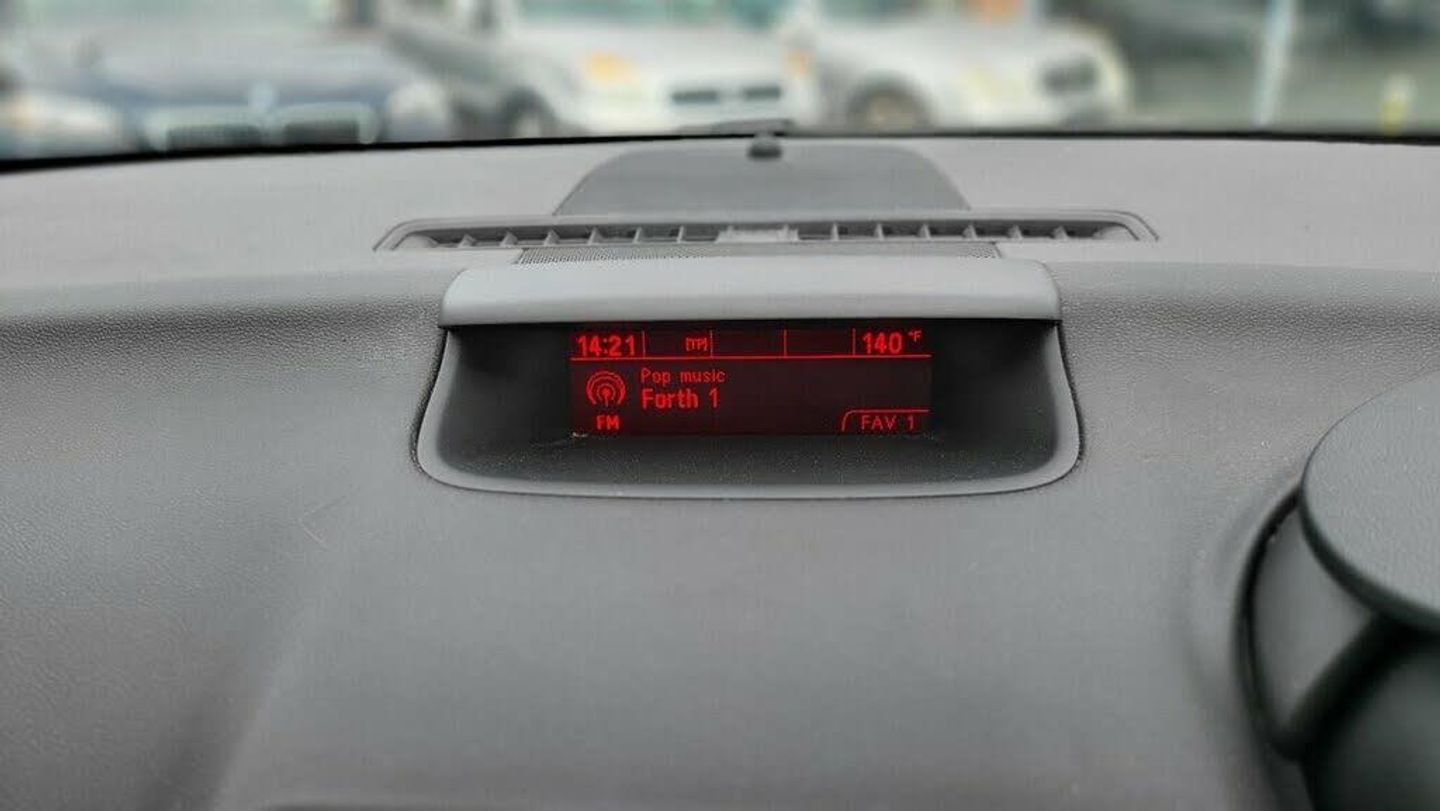 14:21 [TP] 140 °F
Pop music
Forth 1
FM
FAV 1